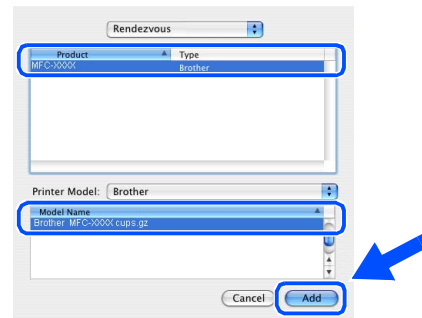 Rendezvous
Product Type
MFC-XXXX Brother
Printer Model: Brother
Model Name
Brother MFC-XXXX cups.gz
Cancel Add